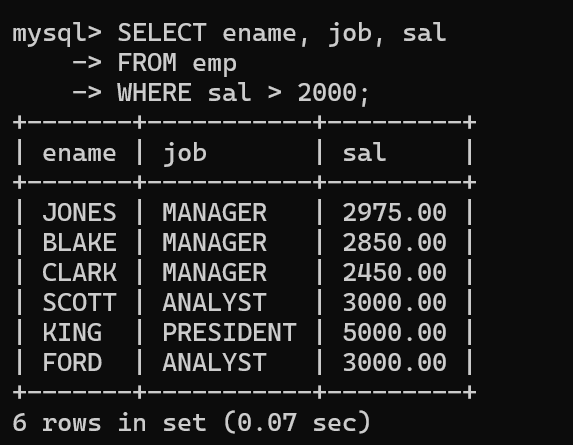 mysql> SELECT ename, job, sal
    -> FROM emp
    -> WHERE sal > 2000;
+-------+-----------+---------+
| ename | job       | sal     |
+-------+-----------+---------+
| JONES | MANAGER   | 2975.00 |
| BLAKE | MANAGER   | 2850.00 |
| CLARK | MANAGER   | 2450.00 |
| SCOTT | ANALYST   | 3000.00 |
| KING  | PRESIDENT | 5000.00 |
| FORD  | ANALYST   | 3000.00 |
+-------+-----------+---------+
6 rows in set (0.07 sec)